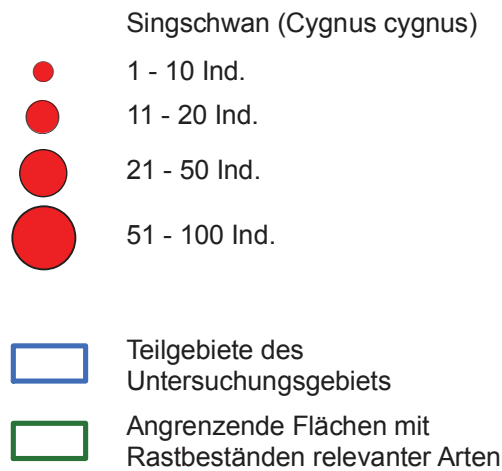 Singschwan (Cygnus cygnus)
1 - 10 Ind.
11 - 20 Ind.
21 - 50 Ind.
51 - 100 Ind.
Teilgebiete des
Untersuchungsgebiets
Angrenzende Flächen mit
Rastbeständen relevanter Arten